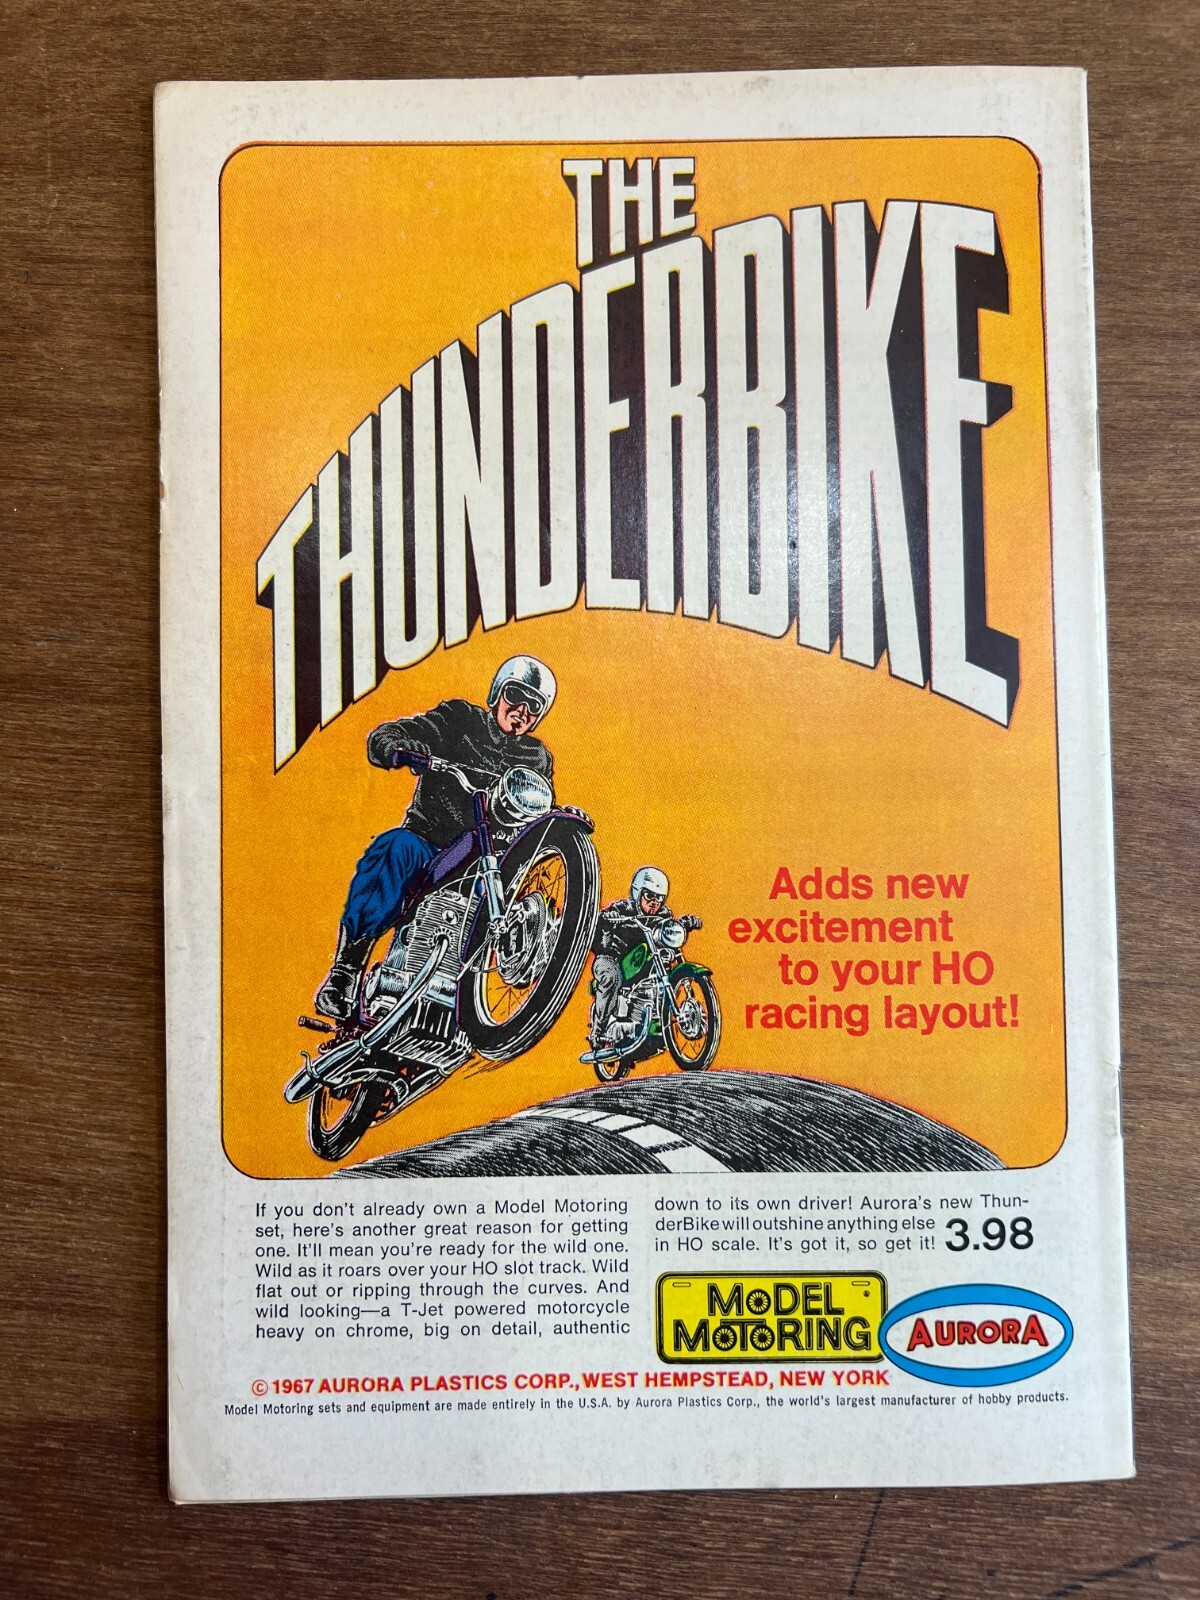 THE
THUNDERBIKE
Adds new
excitement
to your HO
racing layout!
If you don't already own a Model Motoring
set, here's another great reason for getting
one. It'll mean you're ready for the wild one.
Wild as it roars over your HO slot track. Wild
flat out or ripping through the curves. And
wild looking—a T-Jet powered motorcycle
heavy on chrome, big on detail, authentic
down to its own driver! Aurora's new Thun-
derBike will outshine anything else
in HO scale. It's got it, so get it! 3.98
MODEL
MOTORING
AURORA
© 1967 AURORA PLASTICS CORP., WEST HEMPSTEAD, NEW YORK
Model Motoring sets and equipment are made entirely in the U.S.A. by Aurora Plastics Corp., the world's largest manufacturer of hobby products.